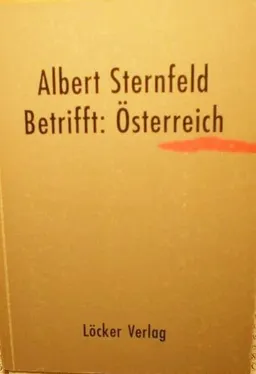 Albert Sternfeld
Betrifft: Österreich
Löcker Verlag